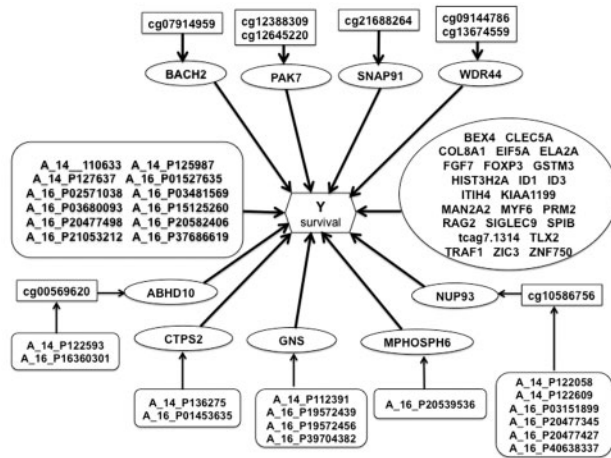 cg07914959
cg12388309
cg12645220
cg21688264
cg09144786
cg13674559
BACH2
PAK7
SNAP91
WDR44
A_14__110633 A_14_P125987
A_14_P127637 A_16_P01527635
A_16_P02571038 A_16_P03481569
A_16_P03680093 A_16_P15125260
A_16_P20477498 A_16_P20582406
A_16_P21053212 A_16_P37686619
Y
survival
BEX4 CLEC5A
COL8A1 EIF5A ELA2A
FGF7 FOXP3 GSTM3
HIST3H2A ID1 ID3
ITIH4 KIAA1199
MAN2A2 MYF6 PRM2
RAG2 SIGLEC9 SPIB
tcag7.1314 TLX2
TRAF1 ZIC3 ZNF750
cg00569620
ABHD10
NUP93
cg10586756
A_14_P122593
A_16_P16360301
CTPS2
GNS
MPHOSPH6
A_14_P136275
A_16_P01453635
A_14_P112391
A_16_P19572439
A_16_P19572456
A_16_P39704382
A_16_P20539536
A_14_P122058
A_14_P122609
A_16_P03151899
A_16_P20477345
A_16_P20477427
A_16_P40638337